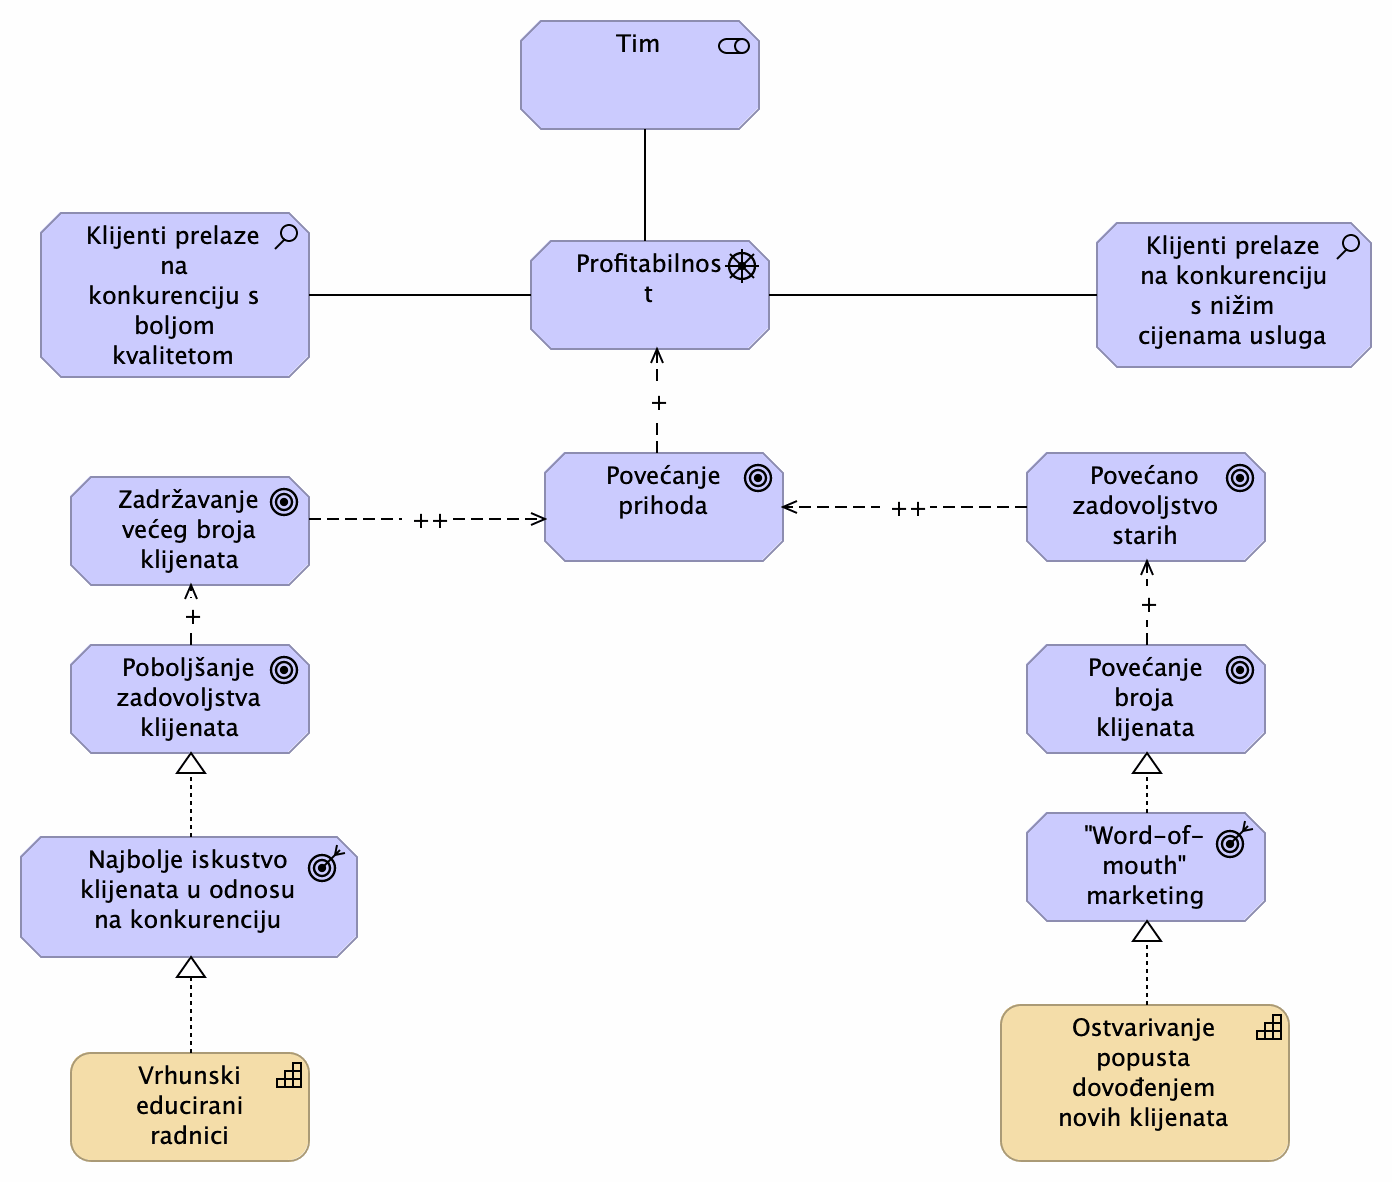 Tim
Klijenti prelaze
na
konkurenciju s
boljom
kvalitetom
Profitabilnos
t
Klijenti prelaze
na konkurenciju
s nižim
cijenama usluga
+
Zadržavanje
većeg broja
klijenata
++
Povećanje
prihoda
++
Povećano
zadovoljstvo
starih
+
+
Poboljšanje
zadovoljstva
klijenata
Povećanje
broja
klijenata
Najbolje iskustvo
klijenata u odnosu
na konkurenciju
"Word-of-
mouth"
marketing
Vrhunski
educirani
radnici
Ostvarivanje
popusta
dovođenjem
novih klijenata